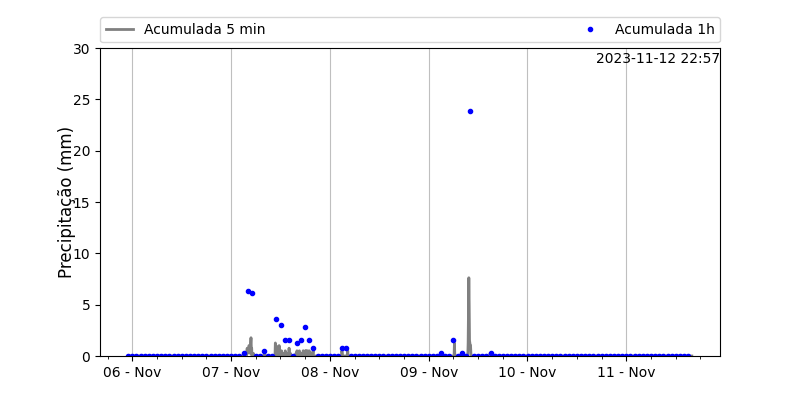 Acumulada 5 min
Acumulada 1h
2023-11-12 22:57
Precipitação (mm)
30
25
20
15
10
5
0
06 - Nov
07 - Nov
08 - Nov
09 - Nov
10 - Nov
11 - Nov